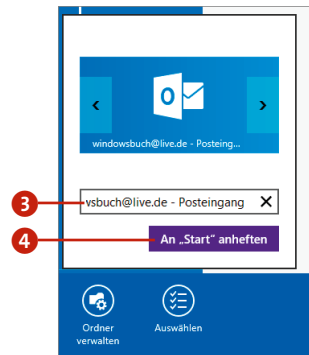 windowsbuch@live.de - Posteing...
3
vsbuch@live.de - Posteingang
4
An „Start" anheften
Ordner
verwalten
Auswählen